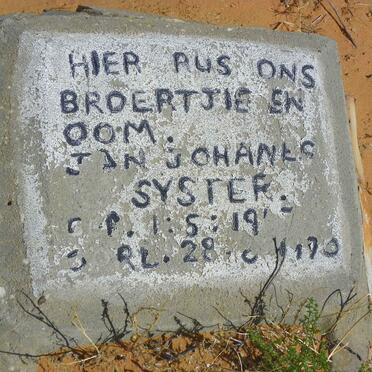 HIER RUS ONS
BROERTJIE EN
OOM.
JAN JOHANES
SYSTER.
1:5:19
28